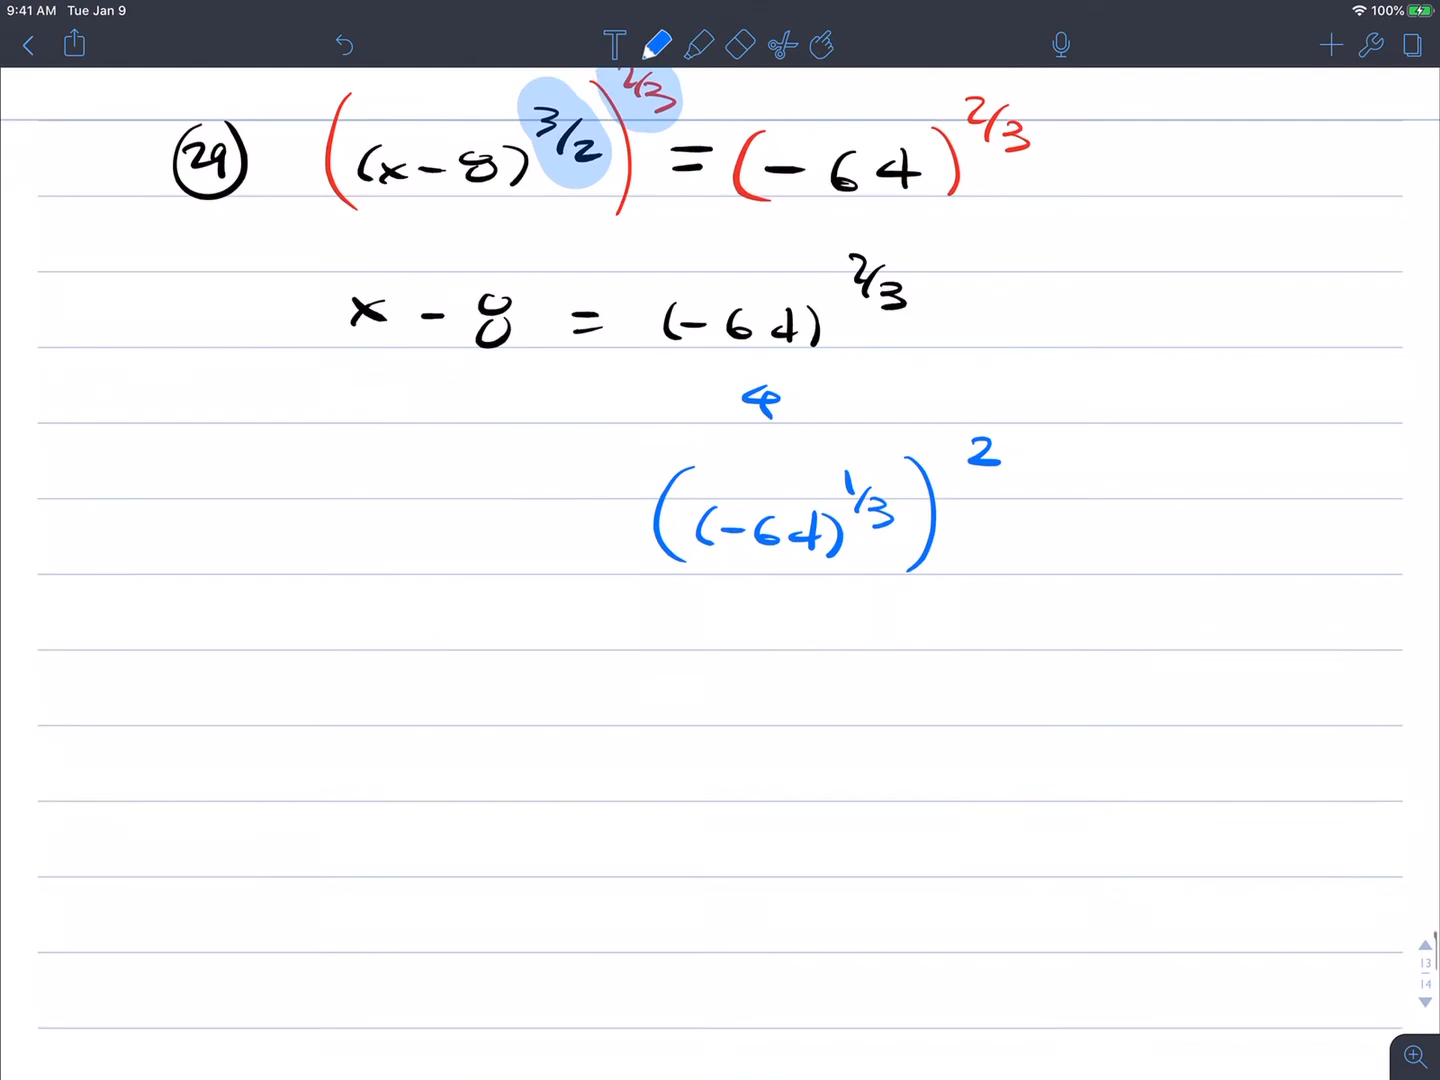 9:41 AM Tue Jan 9 100%
T
29 ((x-8)^3/2)^2/3 = (-64)^2/3
x - 8 = (-64)^2/3
4
((-64)^1/3)^2
13
14